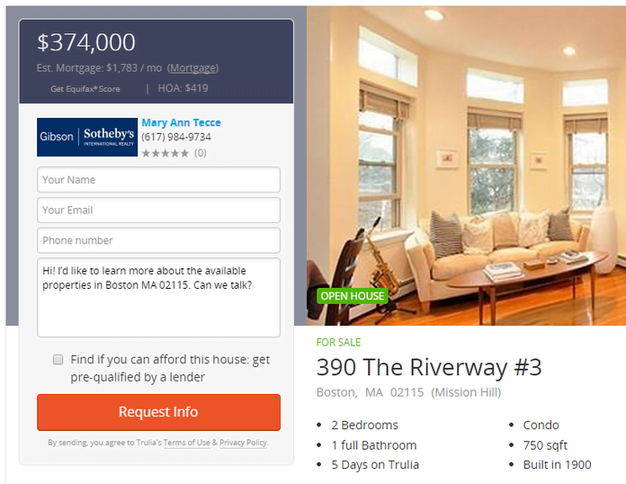 $374,000
Est. Mortgage: $1,783 / mo (Mortgage)
Get Equifax® Score | HOA: $419
Gibson | Sotheby's
INTERNATIONAL REALTY
Mary Ann Tecce
(617) 984-9734
★★★★★ (0)
Your Name
Your Email
Phone number
Hi! I'd like to learn more about the available
properties in Boston MA 02115. Can we talk?
Find if you can afford this house: get
pre-qualified by a lender
Request Info
By sending, you agree to Trulia's Terms of Use & Privacy Policy.
OPEN HOUSE
FOR SALE
390 The Riverway #3
Boston, MA 02115 (Mission Hill)
• 2 Bedrooms
• 1 full Bathroom
• 5 Days on Trulia
• Condo
• 750 sqft
• Built in 1900